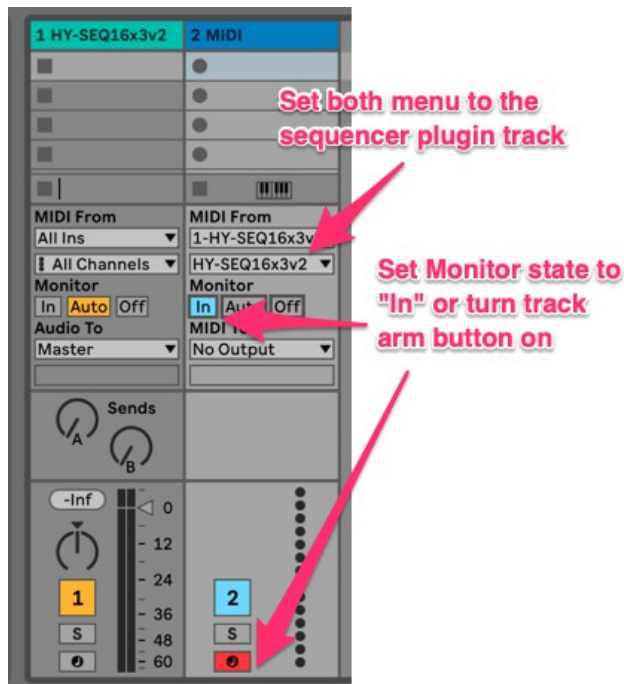 1 HY-SEQ16x3v2
2 MIDI
Set both menu to the
sequencer plugin track
MIDI From
All Ins
All Channels
Monitor
In Auto Off
Audio To
Master
MIDI From
1-HY-SEQ16x3v
HY-SEQ16x3v2
Monitor
In Auto Off
MIDI To
No Output
Set Monitor state to
"In" or turn track
arm button on
Sends
A
B
-Inf
0
12
24
36
48
60
1
S
2
S